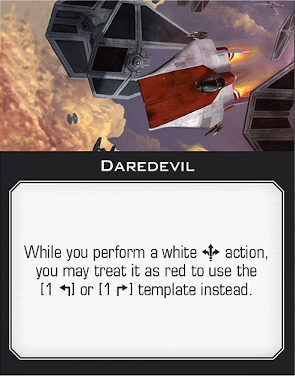 DAREDEVIL
While you perform a white action,
you may treat it as red to use the
[1 ↰] or [1 ↱] template instead.